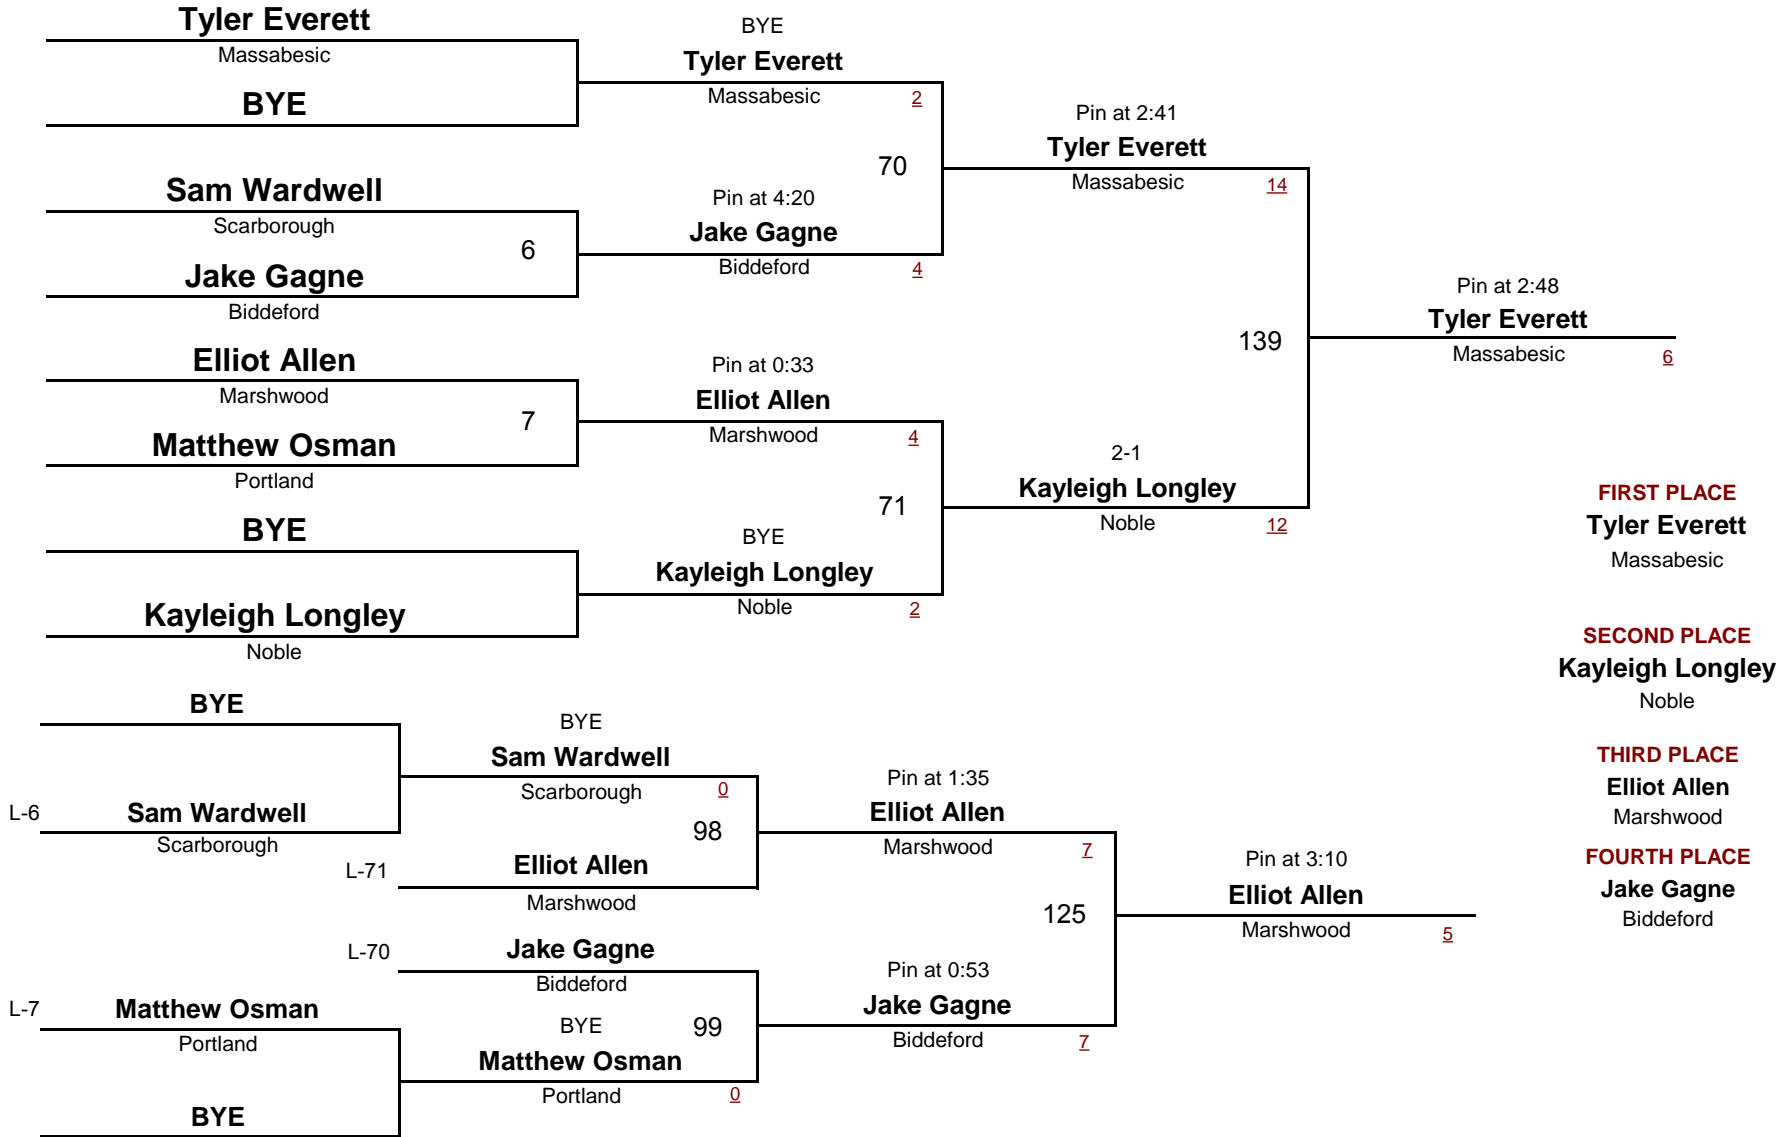 Tyler Everett
Massabesic
BYE
Sam Wardwell
Scarborough
6
Jake Gagne
Biddeford
Elliot Allen
Marshwood
7
Matthew Osman
Portland
BYE
Kayleigh Longley
Noble
BYE
Tyler Everett
Massabesic 2
70
Pin at 4:20
Jake Gagne
Biddeford 4
Pin at 0:33
Elliot Allen
Marshwood 4
71
BYE
Kayleigh Longley
Noble 2
Pin at 2:41
Tyler Everett
Massabesic 14
139
2-1
Kayleigh Longley
Noble 12
Pin at 2:48
Tyler Everett
Massabesic 6
FIRST PLACE
Tyler Everett
Massabesic
SECOND PLACE
Kayleigh Longley
Noble
THIRD PLACE
Elliot Allen
Marshwood
FOURTH PLACE
Jake Gagne
Biddeford
BYE
L-6 Sam Wardwell
Scarborough
L-7 Matthew Osman
Portland
BYE
BYE
Sam Wardwell
Scarborough 0
98
L-71 Elliot Allen
Marshwood
L-70 Jake Gagne
Biddeford
BYE 99
Matthew Osman
Portland 0
Pin at 1:35
Elliot Allen
Marshwood 7
125
Pin at 0:53
Jake Gagne
Biddeford 7
Pin at 3:10
Elliot Allen
Marshwood 5